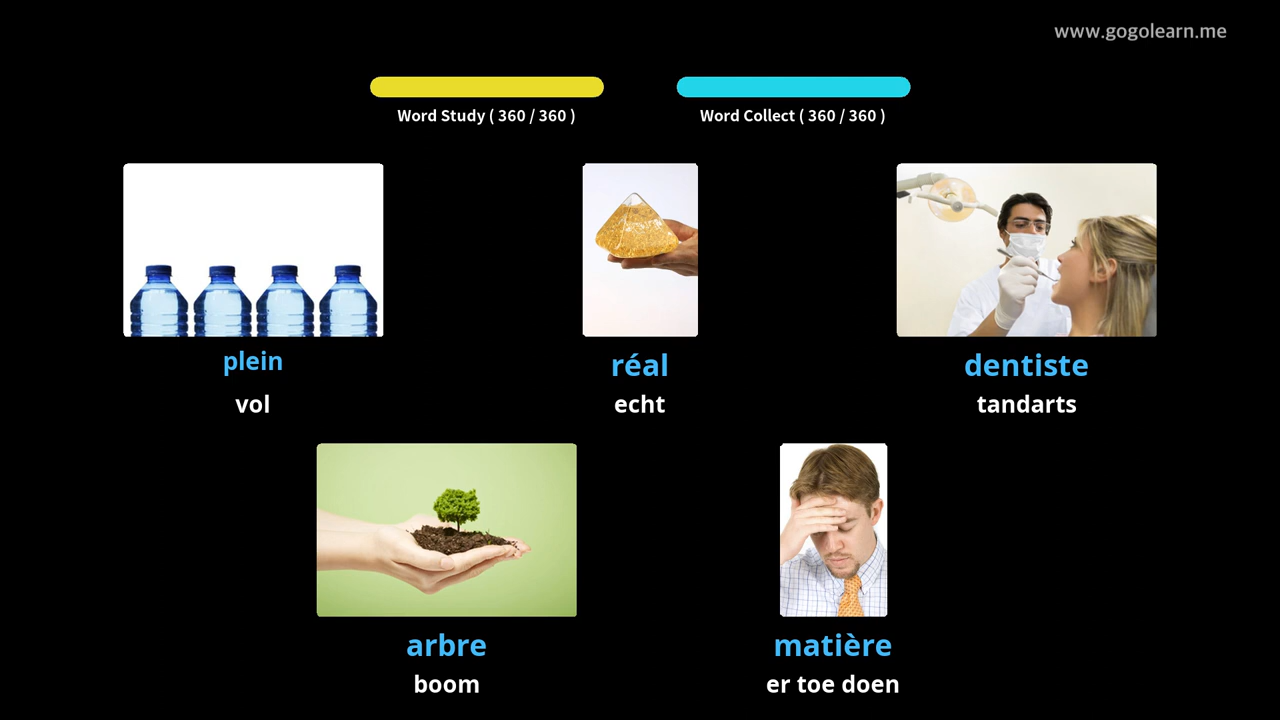 www.gogolearn.me
Word Study ( 360 / 360 )
Word Collect ( 360 / 360 )
plein
vol
réal
echt
dentiste
tandarts
arbre
boom
matière
er toe doen